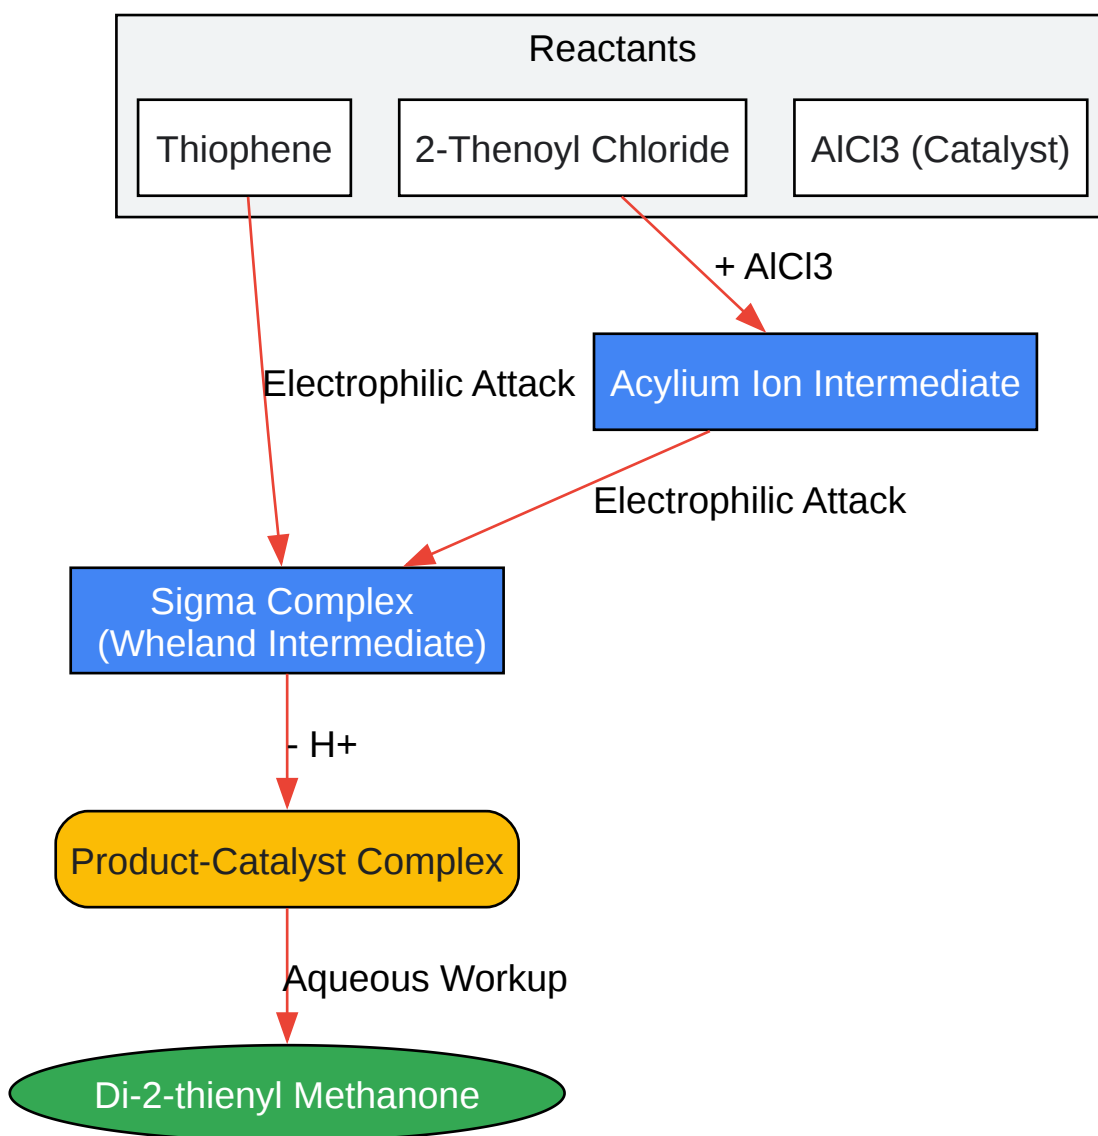 Reactants
Thiophene
2-Thenoyl Chloride
AlCl3 (Catalyst)
+ AlCl3
Electrophilic Attack
Acylium Ion Intermediate
Electrophilic Attack
Sigma Complex
(Wheland Intermediate)
- H+
Product-Catalyst Complex
Aqueous Workup
Di-2-thienyl Methanone